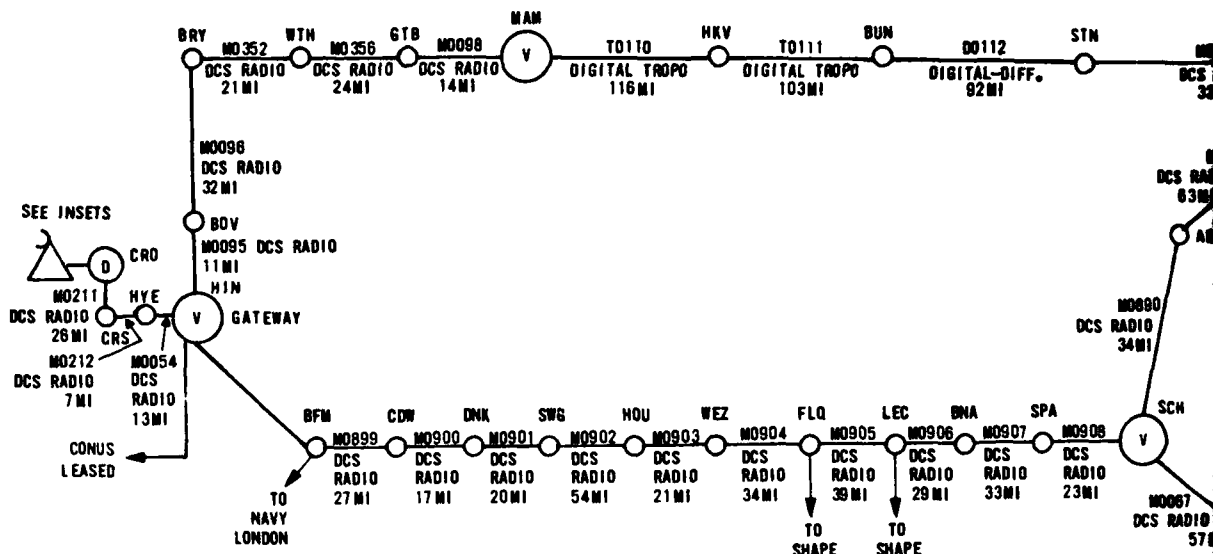 BRY
M0352
DCS RADIO
21MI
WTH
M0356
DCS RADIO
24MI
GTB
M0098
DCS RADIO
14MI
MAM
V
T0110
DIGITAL TROPO
116MI
HKV
T0111
DIGITAL TROPO
103MI
BUN
D0112
DIGITAL-DIFF.
92MI
STN
DCS
M0096
DCS RADIO
32MI
BOV
M0095 DCS RADIO
11MI
HIN
V
GATEWAY
SEE INSETS
D
CRO
M0211
DCS RADIO
26MI
CRS
HYE
M0212
DCS RADIO
7MI
M0054
DCS
RADIO
13MI
CONUS
LEASED
BFM
TO
NAVY
LONDON
M0899
DCS
RADIO
27MI
CDW
M0900
DCS
RADIO
17MI
DNK
M0901
DCS
RADIO
20MI
SWG
M0902
DCS
RADIO
54MI
HOU
M0903
DCS
RADIO
21MI
WEZ
M0904
DCS
RADIO
34MI
FLQ
TO
SHAPE
M0905
DCS
RADIO
39MI
LEC
TO
SHAPE
M0906
DCS
RADIO
29MI
BNA
M0907
DCS
RADIO
33MI
SPA
M0908
DCS
RADIO
23MI
SCH
V
M0890
DCS RADIO
34MI
DCS
63M
M0067
DCS RADIO
57